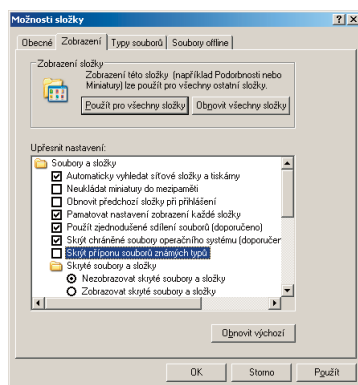 Možnosti složky
Obecné Zobrazení Typy souborů Soubory offline
Zobrazení složky
Zobrazení této složky (například Podorbnosti nebo
Miniatury) lze použít pro všechny ostatní složky.
Použít pro všechny složky Obnovit všechny složky
Upřesnit nastavení:
Soubory a složky
Automaticky vyhledat síťové složky a tiskárny
Neukládat miniatury do mezipaměti
Obnovit předchozí složky při přihlášení
Pamatovat nastavení zobrazení každé složky
Použít zjednodušené sdílení souborů (doporučeno)
Skrýt chráněné soubory operačního systému (doporučer
Skrýt příponu souborů známých typů
Skryté soubory a složky
Nezobrazovat skryté soubory a složky
Zobrazovat skryté soubory a složky
Obnovit výchozí
OK Storno Použít